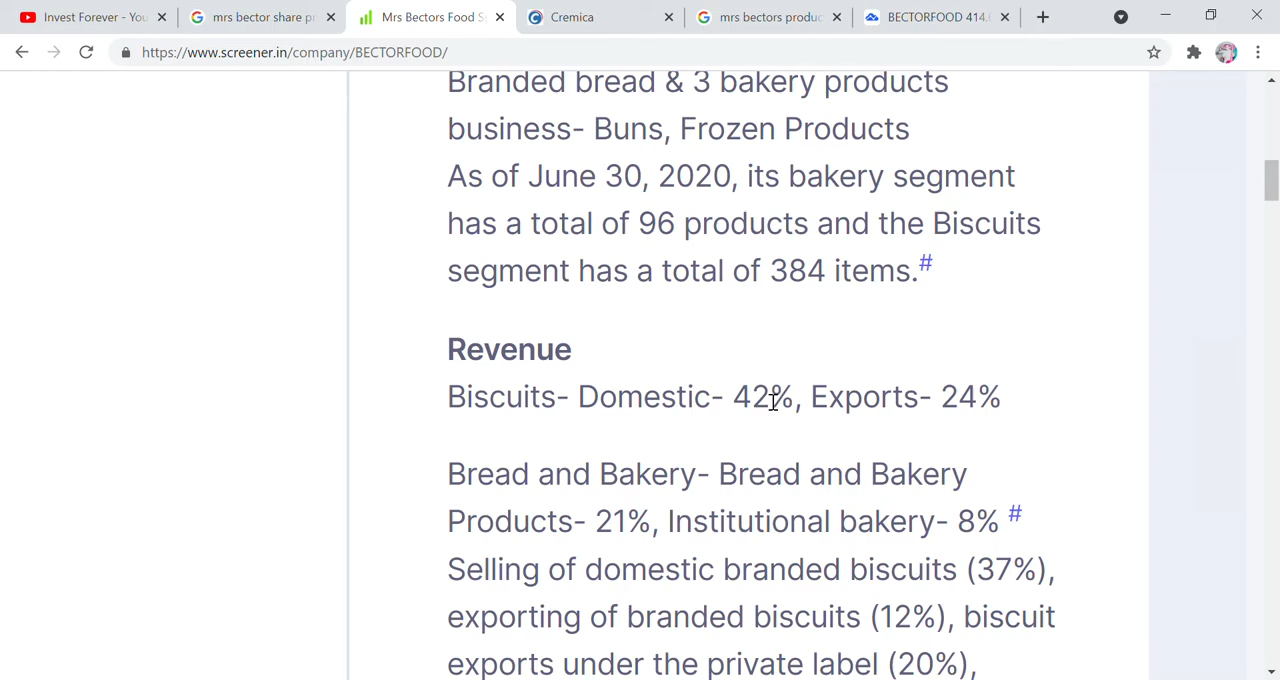 Invest Forever - You
mrs bector share pr
Mrs Bectors Food Sp
Cremica
mrs bectors produc
BECTORFOOD 414.
https://www.screener.in/company/BECTORFOOD/
Branded bread & 3 bakery products
business- Buns, Frozen Products
As of June 30, 2020, its bakery segment
has a total of 96 products and the Biscuits
segment has a total of 384 items.#
Revenue
Biscuits- Domestic- 42%, Exports- 24%
Bread and Bakery- Bread and Bakery
Products- 21%, Institutional bakery- 8% #
Selling of domestic branded biscuits (37%),
exporting of branded biscuits (12%), biscuit
exports under the private label (20%),